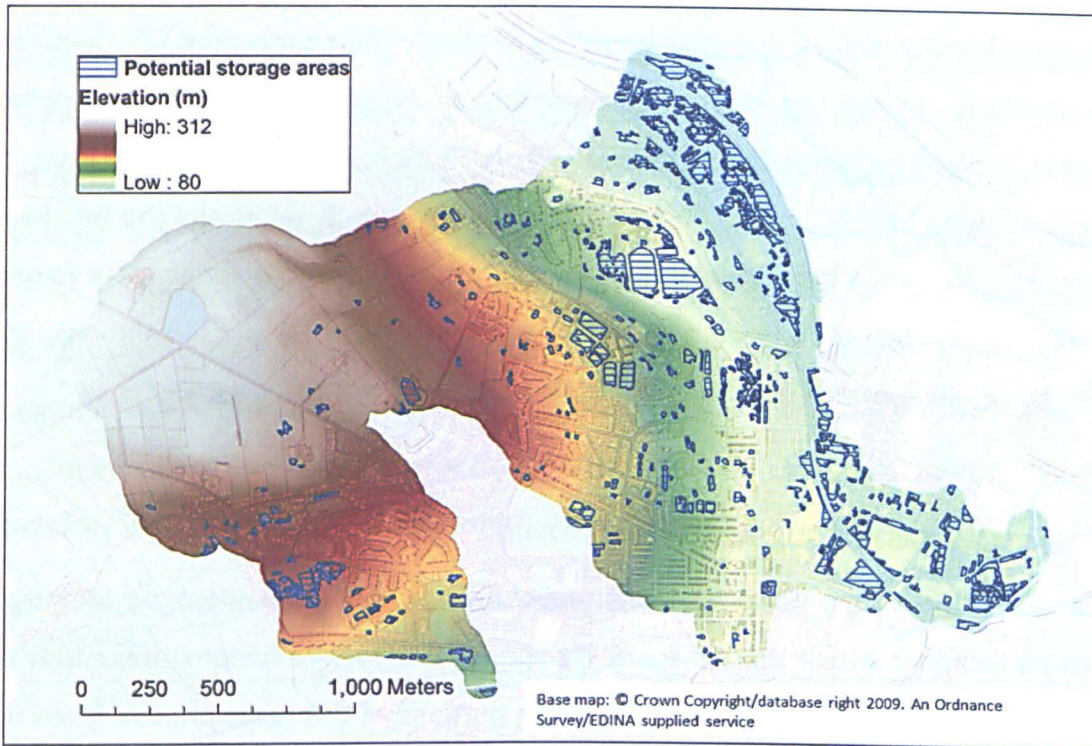 Potential storage areas
Elevation (m)
High: 312
Low : 80
0 250 500 1,000 Meters
Base map: © Crown Copyright/database right 2009. An Ordnance
Survey/EDINA supplied service